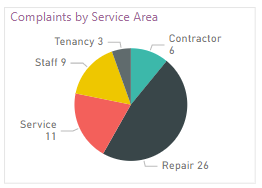 Complaints by Service Area
Tenancy 3
Contractor
6
Staff 9
Service
11
Repair 26